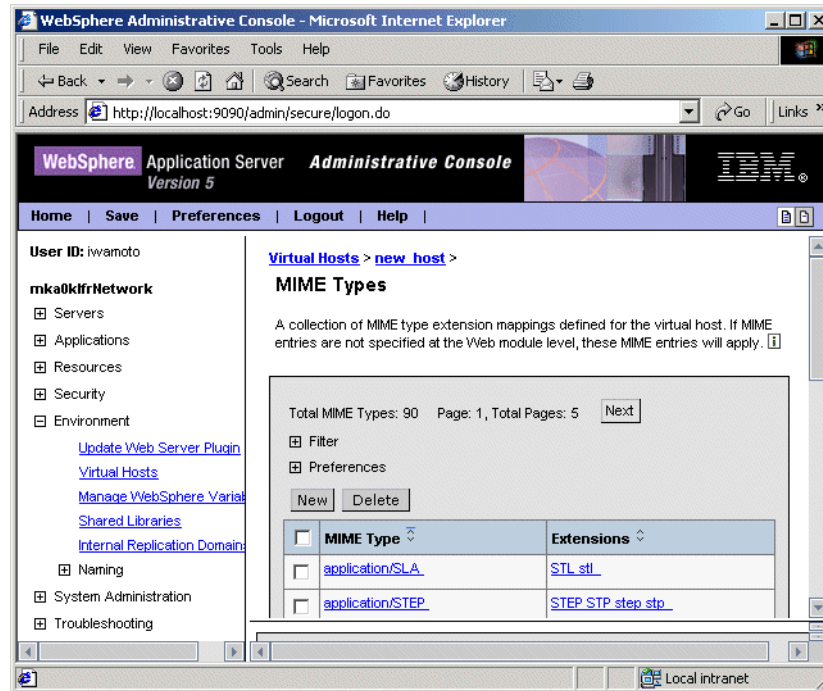 WebSphere Administrative Console - Microsoft Internet Explorer
File Edit View Favorites Tools Help
Back Search Favorites History
Address http://localhost:9090/admin/secure/logon.do Go Links »
WebSphere Application Server Administrative Console
Version 5
IBM®
Home | Save | Preferences | Logout | Help |
User ID: iwamoto
mka0klfrNetwork
Servers
Applications
Resources
Security
Environment
Update Web Server Plugin
Virtual Hosts
Manage WebSphere Variab
Shared Libraries
Internal Replication Domains
Naming
System Administration
Troubleshooting
Virtual Hosts > new_host >
MIME Types
A collection of MIME type extension mappings defined for the virtual host. If MIME
entries are not specified at the Web module level, these MIME entries will apply. i
Total MIME Types: 90 Page: 1, Total Pages: 5 Next
Filter
Preferences
New Delete
MIME Type Extensions
application/SLA STL stl
application/STEP STEP STP step stp
Local intranet